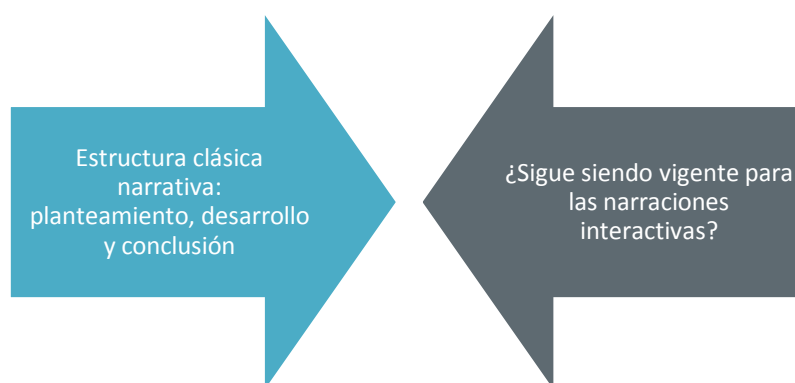 Estructura clásica
narrativa:
planteamiento, desarrollo
y conclusión
¿Sigue siendo vigente para
las narraciones
interactivas?